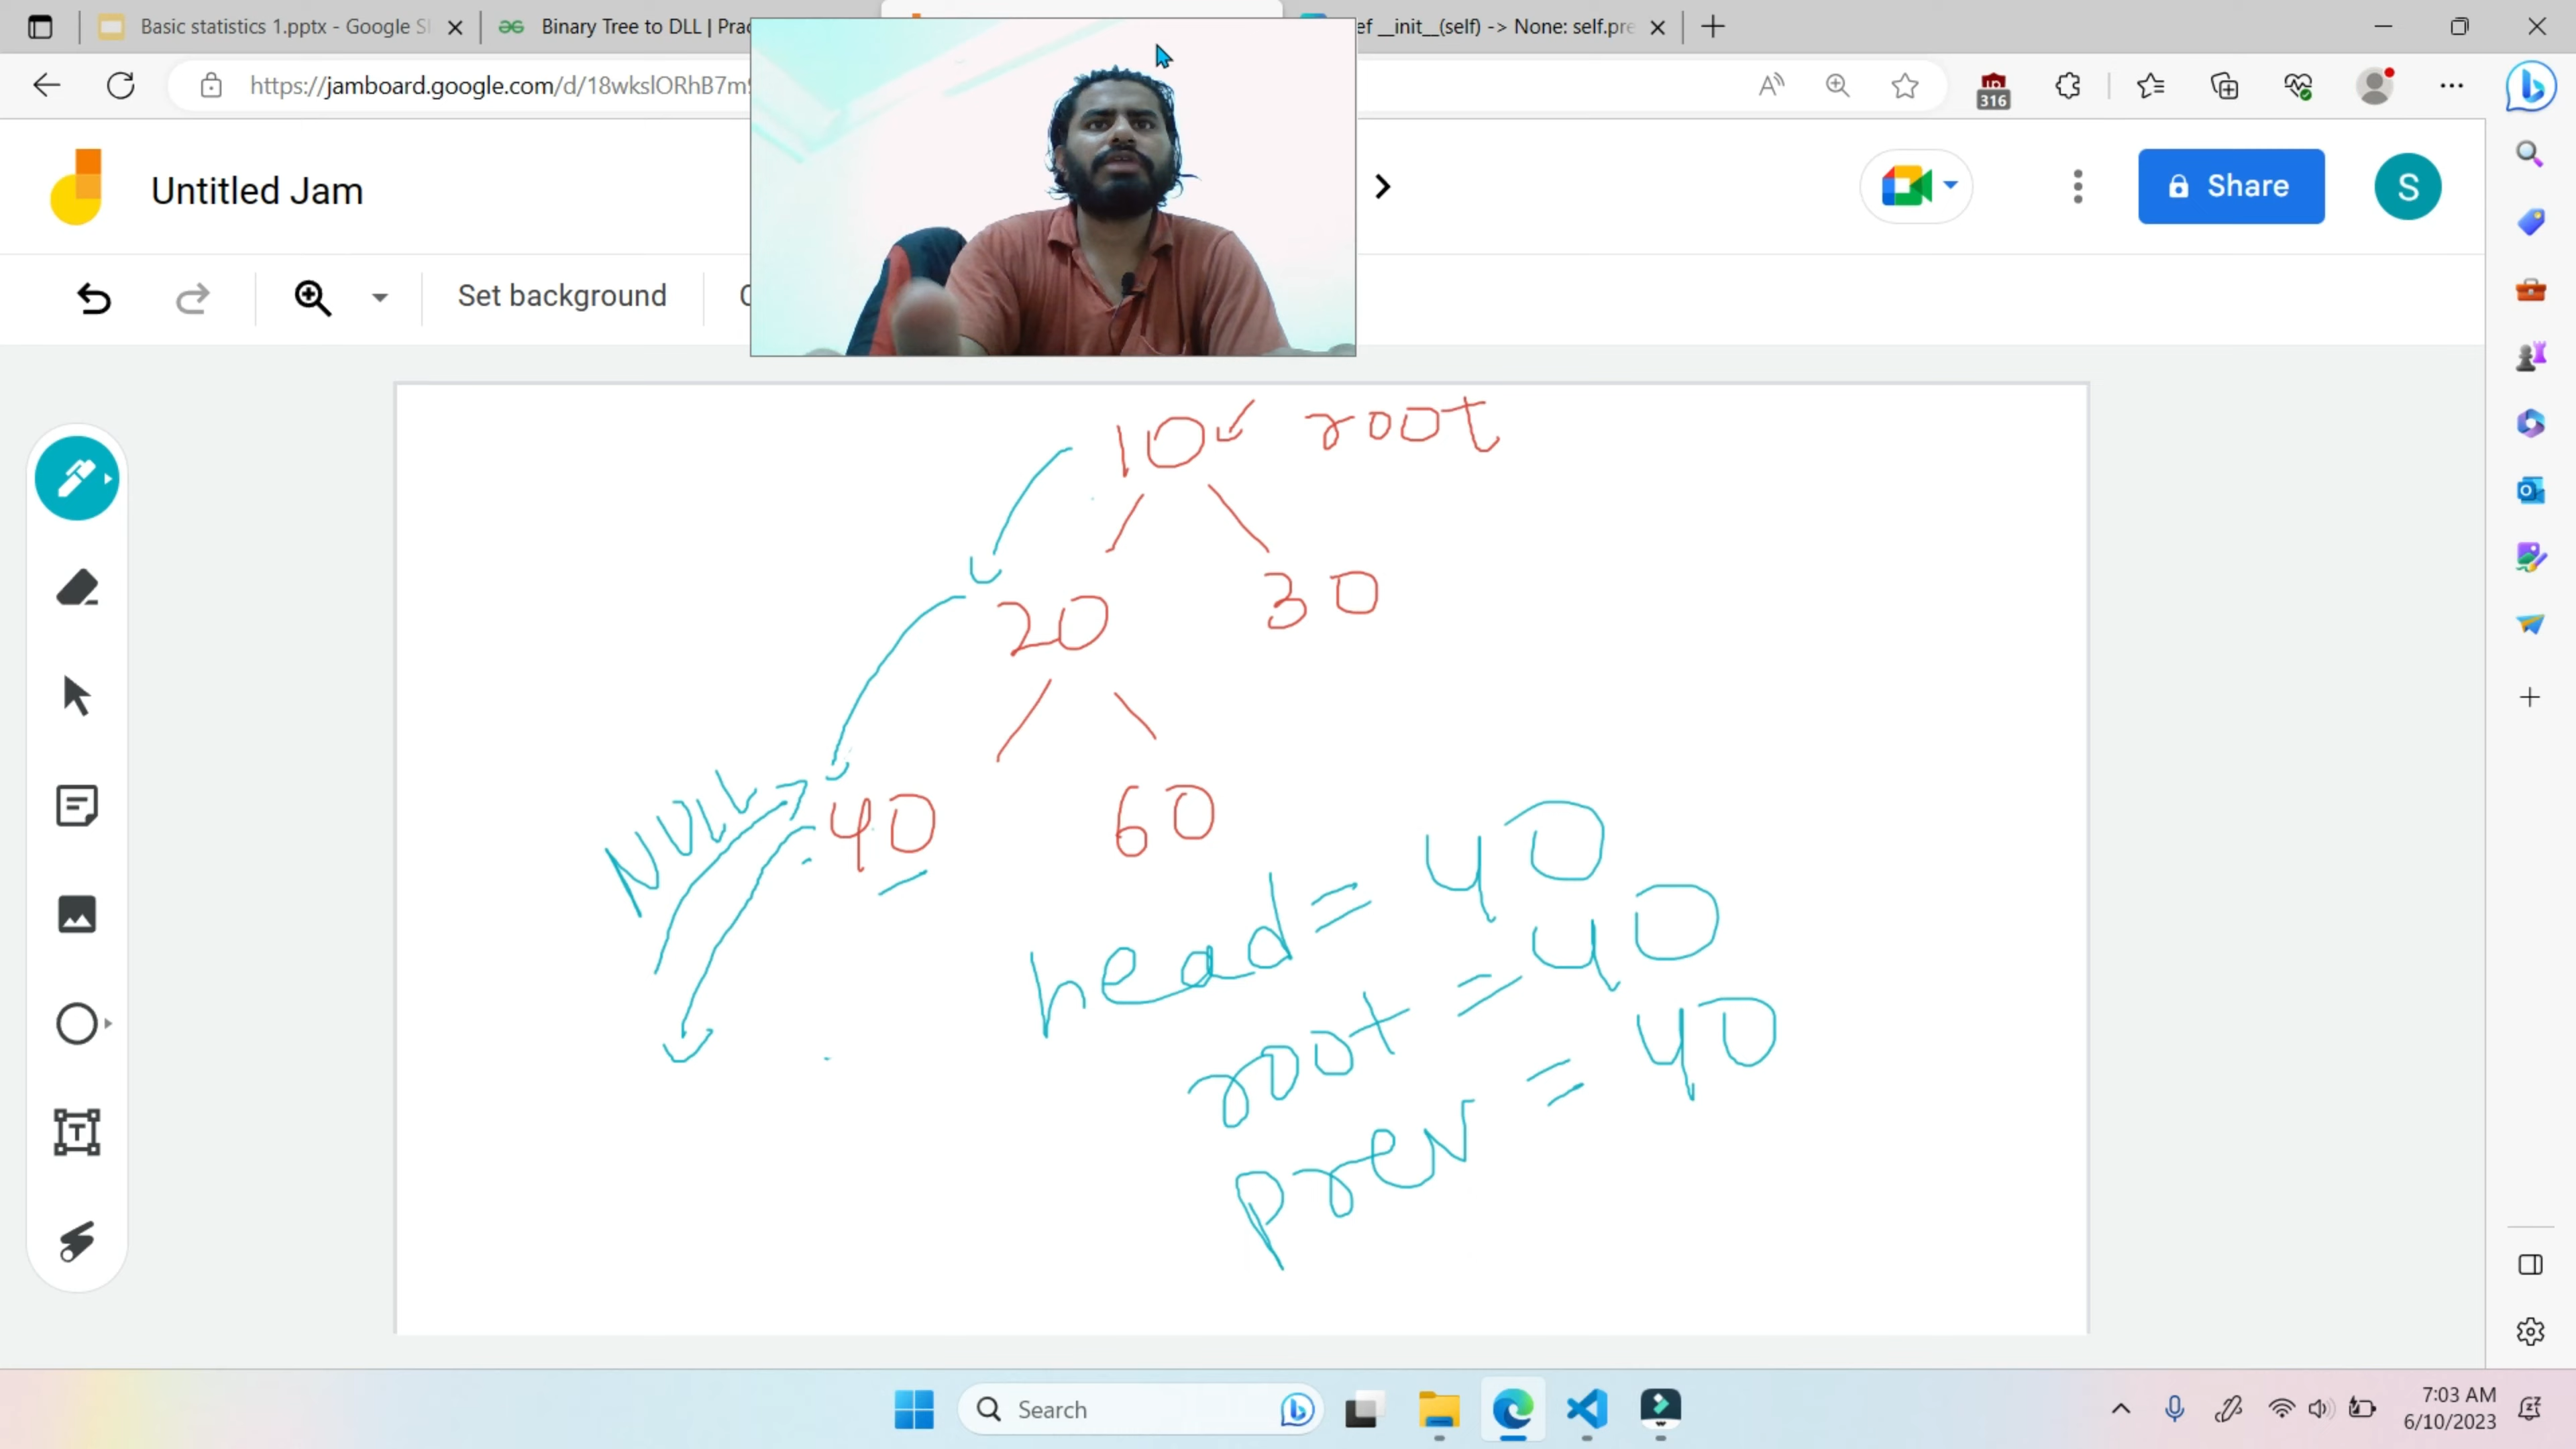 Basic statistics 1.pptx - Google Sl
Binary Tree to DLL | Prac
ef __init__(self) -> None: self.pre
https://jamboard.google.com/d/18wkslORhB7m
316
Untitled Jam
Share
S
Set background
10 root
20 30
40 60
NULL
head = 40
root = 40
prev = 40
Search
7:03 AM
6/10/2023